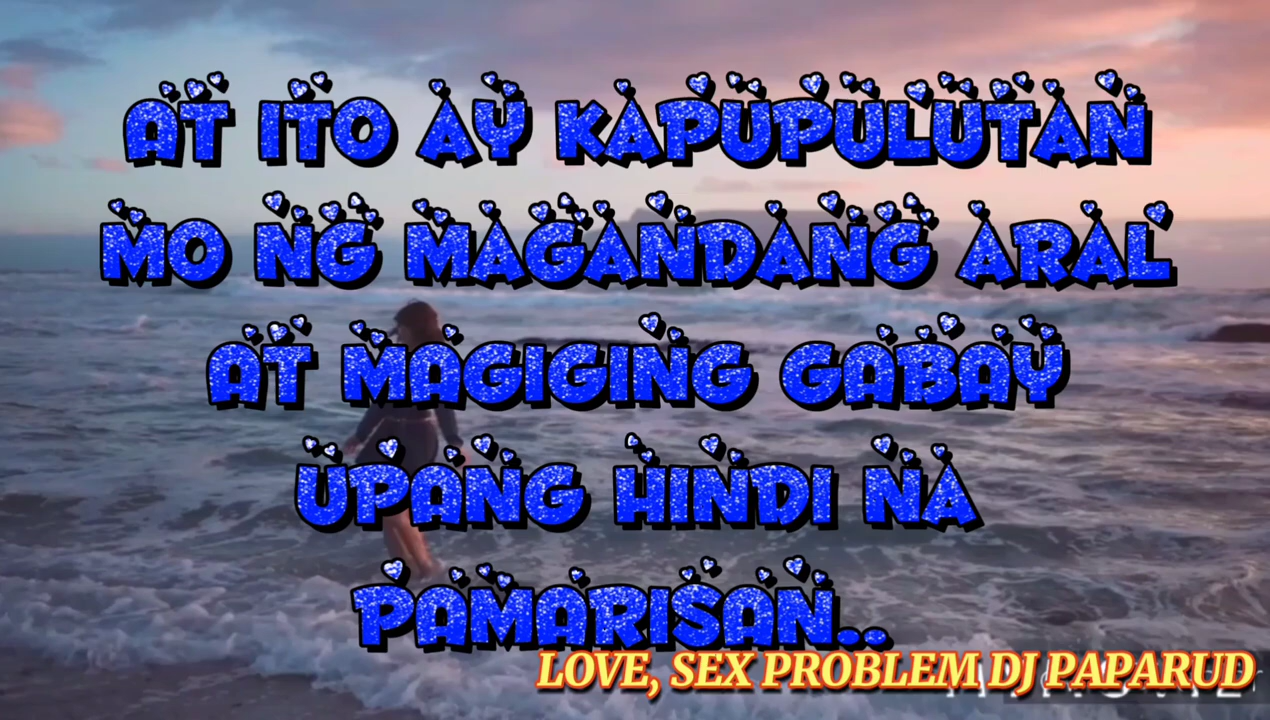 AT ITO AY KAPUPULUTAN
MO NG MAGANDANG ARAL
AT MAGIGING GABAY
UPANG HINDI NA
PAMARISAN..
LOVE, SEX PROBLEM DJ PAPARUD